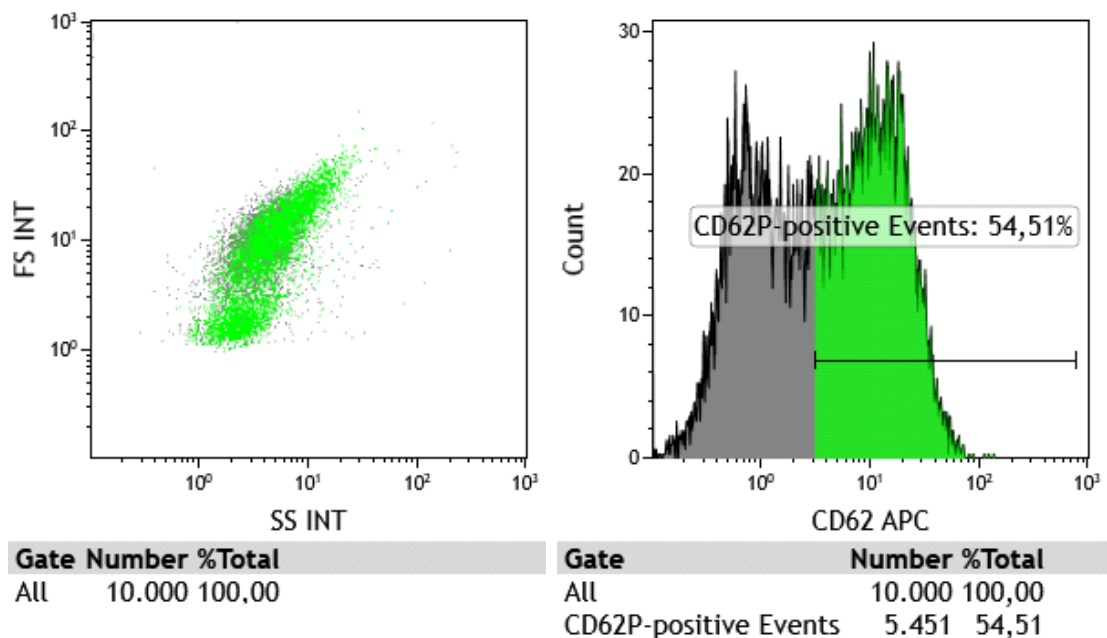 10³
10²
10¹
10⁰
FS INT
10⁰ 10¹ 10² 10³
SS INT
30
20
10
0
Count
CD62P-positive Events: 54,51%
10⁰ 10¹ 10² 10³
CD62 APC
Gate Number %Total
All 10.000 100,00
Gate Number %Total
All 10.000 100,00
CD62P-positive Events 5.451 54,51